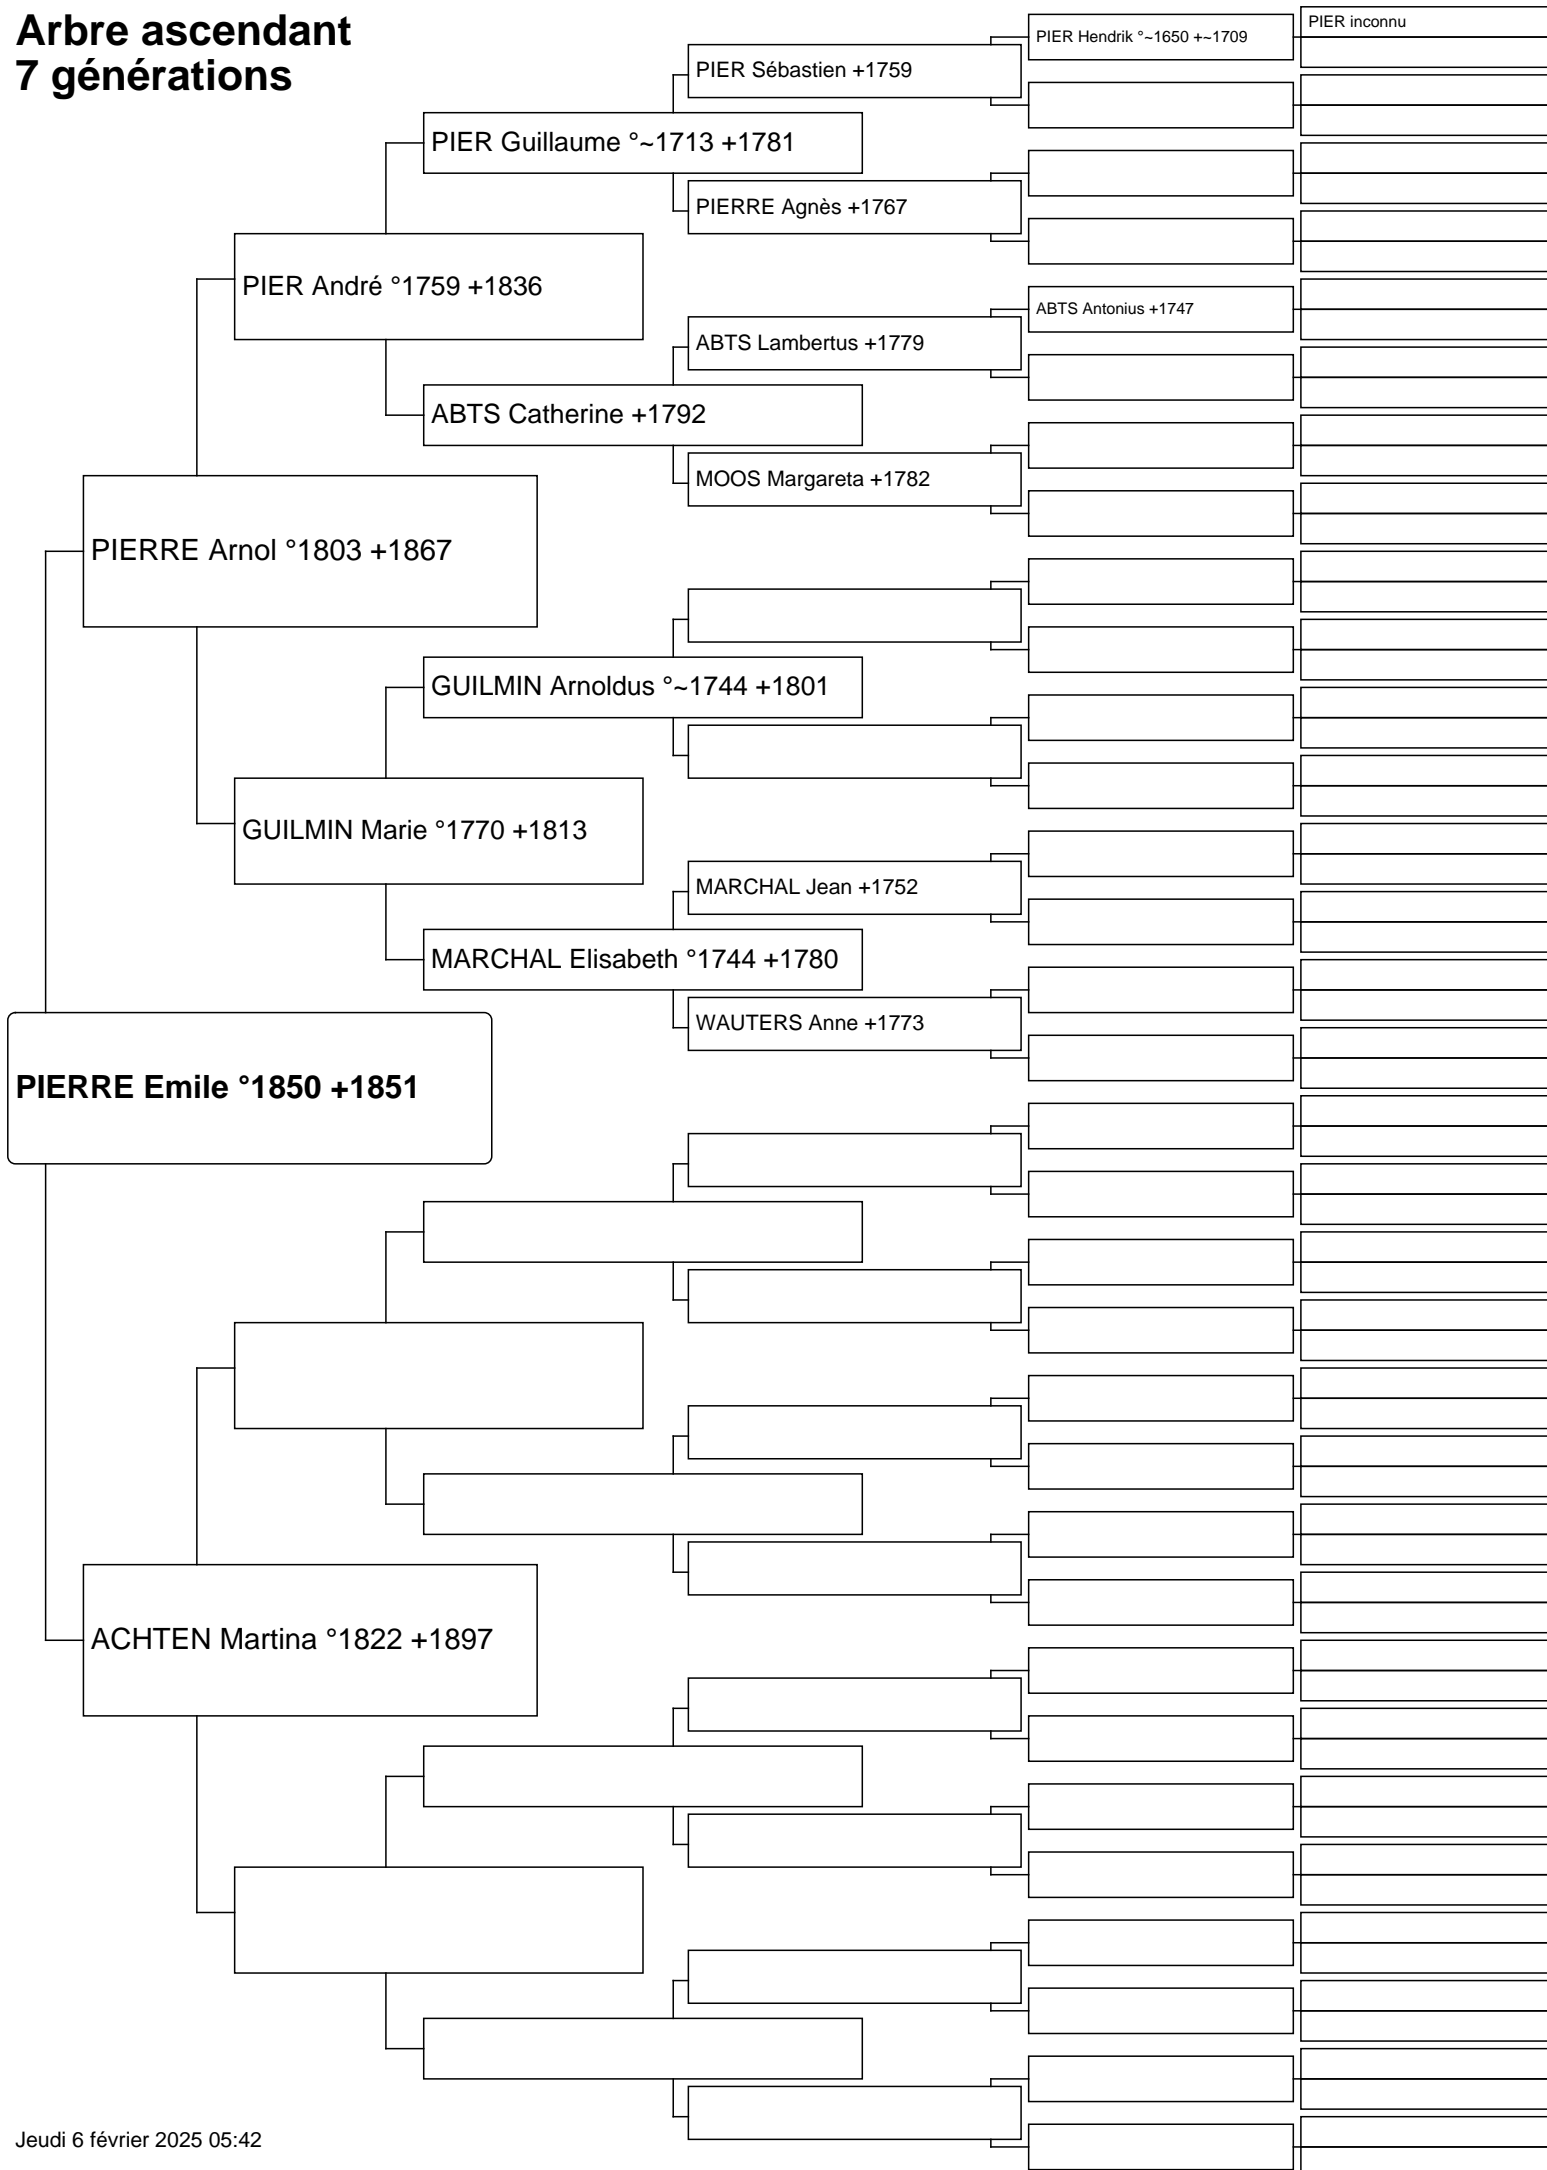 Arbre ascendant
7 générations
PIER Hendrik °~1650 +~1709
PIER inconnu
PIER Sébastien +1759
PIER Guillaume °~1713 +1781
PIERRE Agnès +1767
PIER André °1759 +1836
ABTS Antonius +1747
ABTS Lambertus +1779
ABTS Catherine +1792
MOOS Margareta +1782
PIERRE Arnol °1803 +1867
GUILMIN Arnoldus °~1744 +1801
GUILMIN Marie °1770 +1813
MARCHAL Jean +1752
MARCHAL Elisabeth °1744 +1780
WAUTERS Anne +1773
PIERRE Emile °1850 +1851
ACHTEN Martina °1822 +1897
Jeudi 6 février 2025 05:42